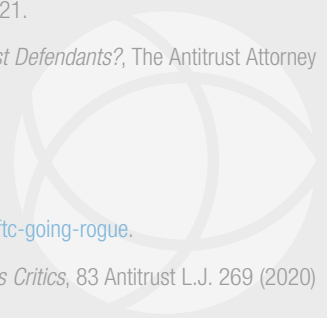 21.
st Defendants?, The Antitrust Attorney
ftc-going-rogue.
s Critics, 83 Antitrust L.J. 269 (2020)